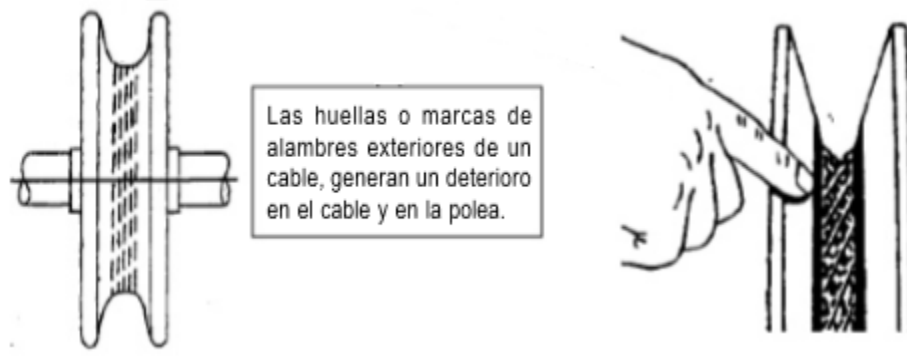 Las huellas o marcas de
alambres exteriores de un
cable, generan un deterioro
en el cable y en la polea.